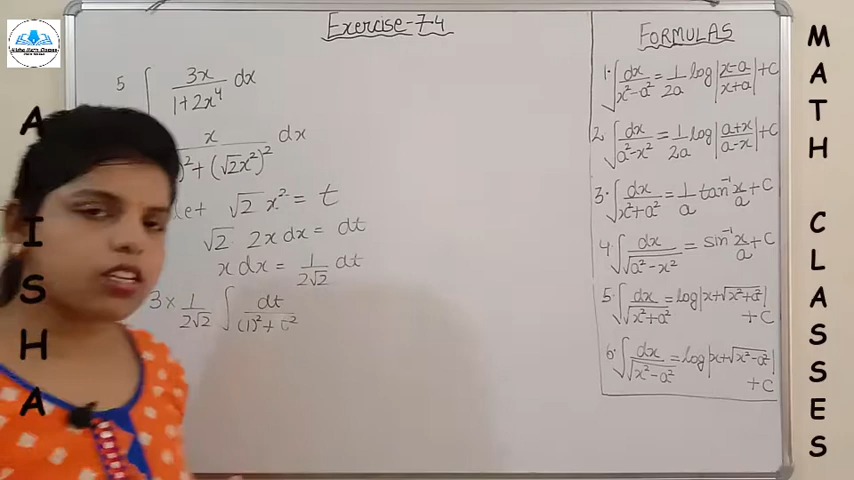 Exercise-7.4
5 ∫ 3x/(1+2x⁴) dx
x/()²+(√2x²)² dx
let √2 x² = t
√2 2x dx = dt
x dx = 1/(2√2) dt
3 × 1/(2√2) ∫ dt/((1)²+t²)
FORMULAS
1. ∫ dx/(x²-a²) = 1/(2a) log|(x-a)/(x+a)|+C
2. ∫ dx/(a²-x²) = 1/(2a) log|(a+x)/(a-x)|+C
3. ∫ dx/(x²+a²) = 1/a tan⁻¹ x/a + C
4. ∫ dx/√(a²-x²) = sin⁻¹ x/a + C
5. ∫ dx/√(x²+a²) = log|x+√(x²+a²)|
+C
6. ∫ dx/√(x²-a²) = log|x+√(x²-a²)|
+C
AISHA
MATH CLASSES